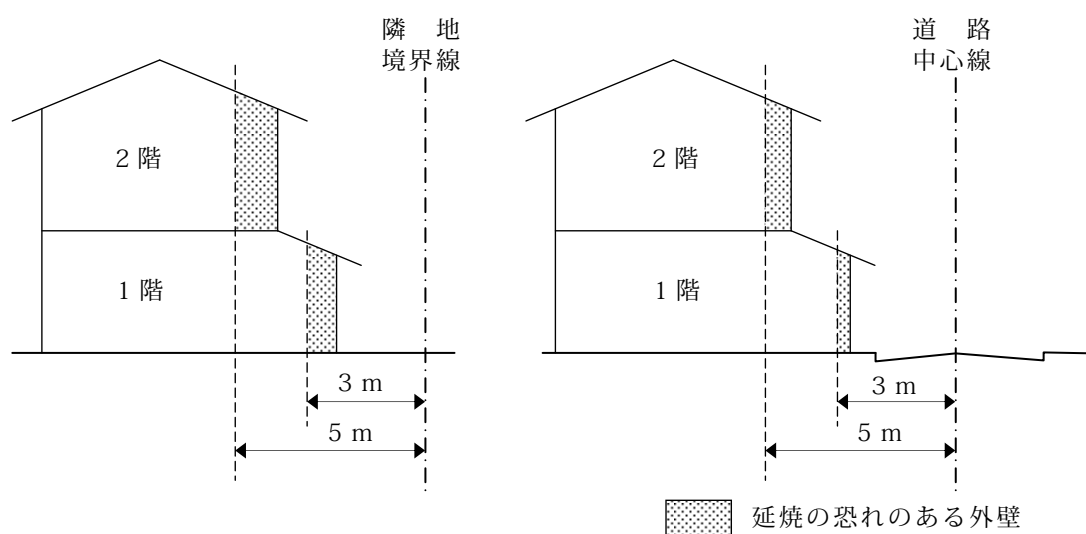 隣 地
境界線
2 階
1 階
3 m
5 m
道 路
中心線
2 階
1 階
3 m
5 m
延焼の恐れのある外壁